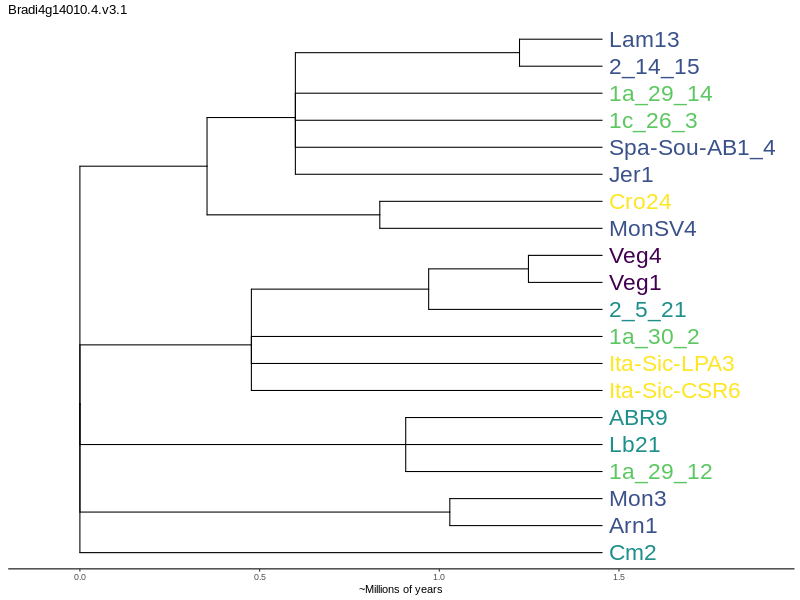 Bradi4g14010.4.v3.1
Lam13
2_14_15
1a_29_14
1c_26_3
Spa-Sou-AB1_4
Jer1
Cro24
MonSV4
Veg4
Veg1
2_5_21
1a_30_2
Ita-Sic-LPA3
Ita-Sic-CSR6
ABR9
Lb21
1a_29_12
Mon3
Arn1
Cm2
0.0 0.5 1.0 1.5
~Millions of years